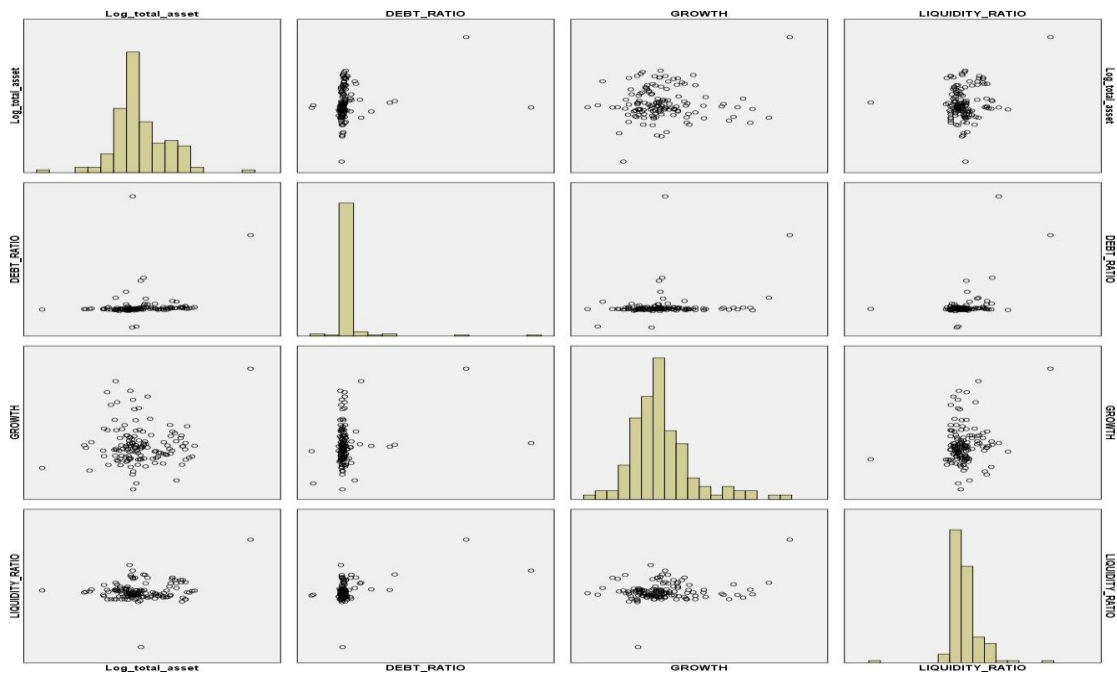 Log_total_asset DEBT_RATIO GROWTH LIQUIDITY_RATIO
Log_total_asset Log_total_asset
DEBT_RATIO DEBT_RATIO
GROWTH GROWTH
LIQUIDITY_RATIO LIQUIDITY_RATIO
Log_total_asset DEBT_RATIO GROWTH LIQUIDITY_RATIO